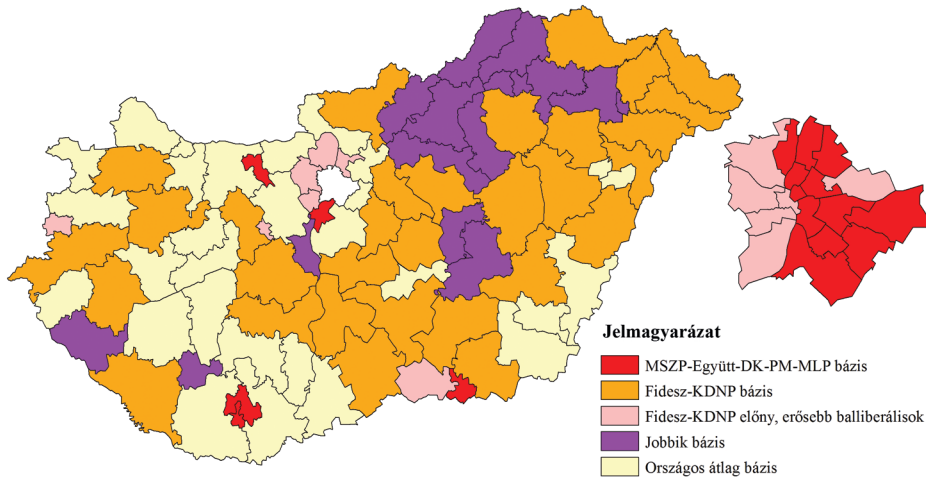 Jelmagyarázat
MSZP-Együtt-DK-PM-MLP bázis
Fidesz-KDNP bázis
Fidesz-KDNP előny, erősebb balliberálisok
Jobbik bázis
Országos átlag bázis